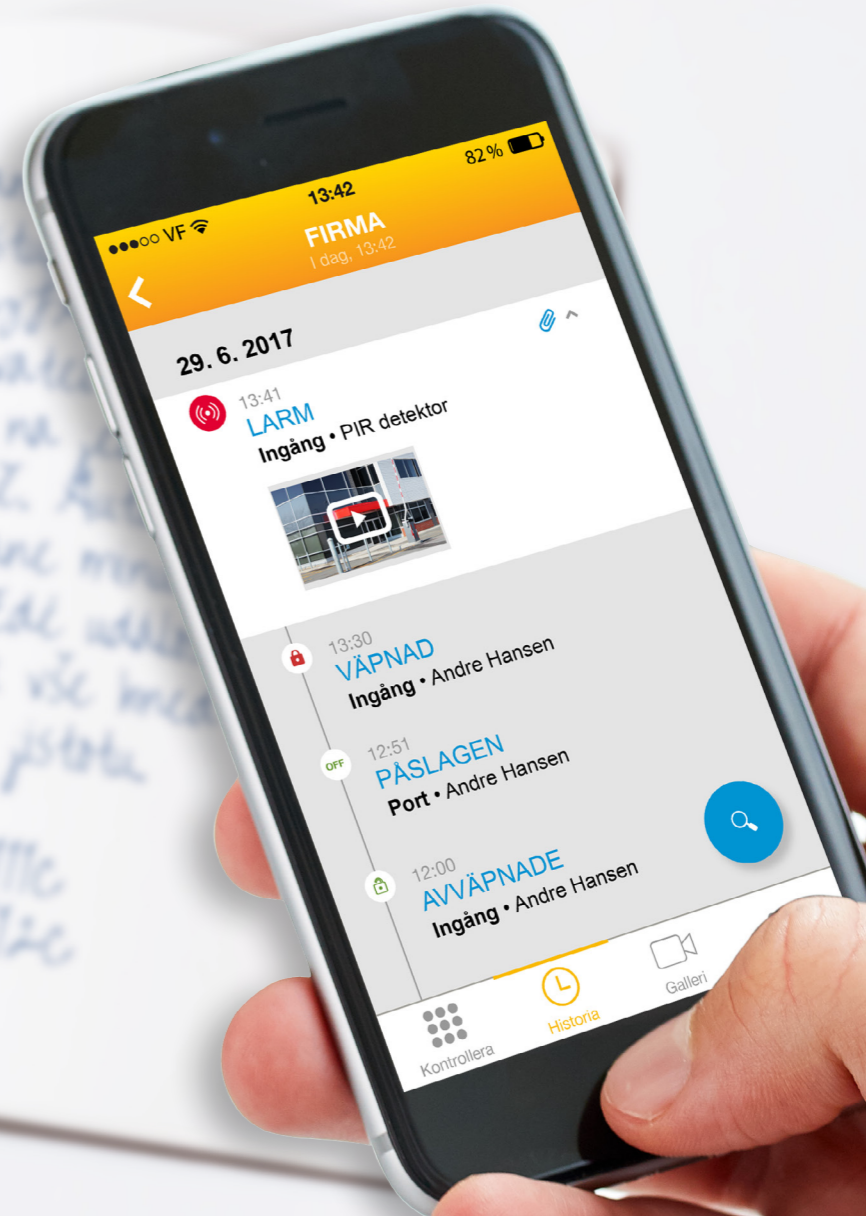 ●●●○○ VF 13:42 82%
FIRMA
I dag, 13:42
29. 6. 2017
13:41
LARM
Ingång • PIR detektor
13:30
VÄPNAD
Ingång • Andre Hansen
12:51
OFF PÅSLAGEN
Port • Andre Hansen
12:00
AVVÄPNADE
Ingång • Andre Hansen
Kontrollera Historia Galleri
na
vše